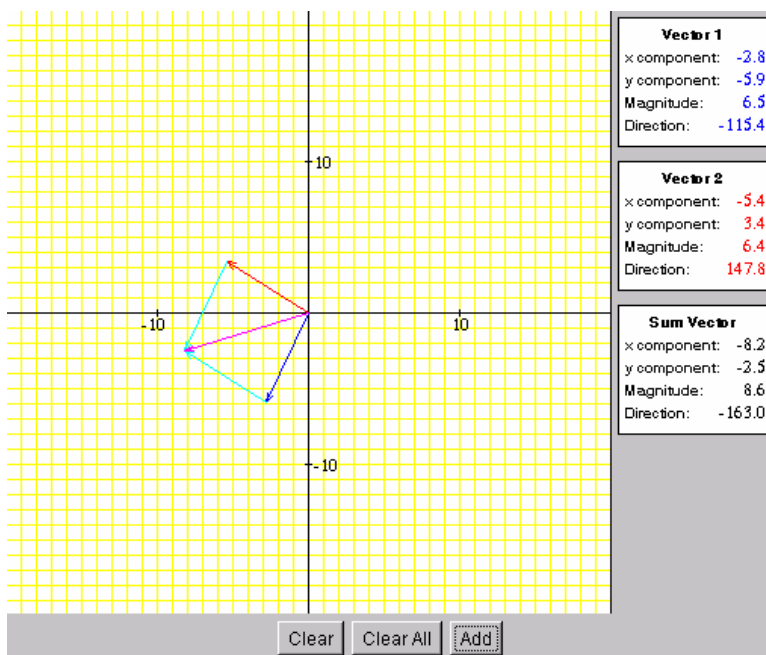 10
-10
10
-10
Vector 1
x component: -2.8
y component: -5.9
Magnitude: 6.5
Direction: -115.4
Vector 2
x component: -5.4
y component: 3.4
Magnitude: 6.4
Direction: 147.8
Sum Vector
x component: -8.2
y component: -2.5
Magnitude: 8.6
Direction: -163.0
Clear Clear All Add